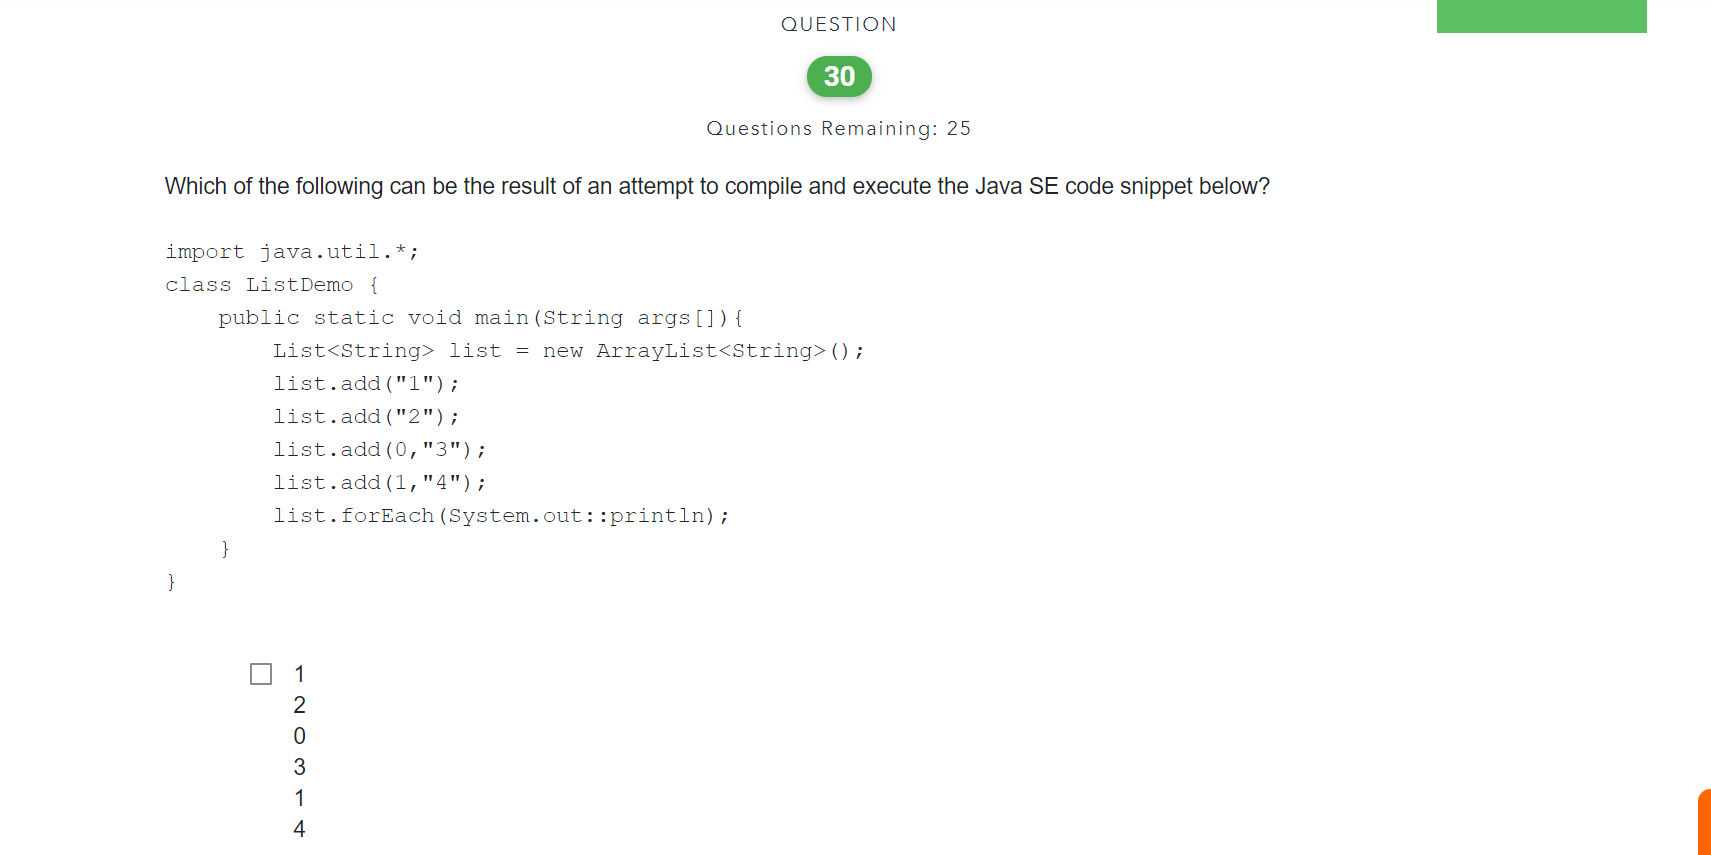 QUESTION
30
Questions Remaining: 25
Which of the following can be the result of an attempt to compile and execute the Java SE code snippet below?
import java.util.*;
class ListDemo {
    public static void main(String args[]){
        List<String> list = new ArrayList<String>();
        list.add("1");
        list.add("2");
        list.add(0,"3");
        list.add(1,"4");
        list.forEach(System.out::println);
    }
}
1
2
0
3
1
4